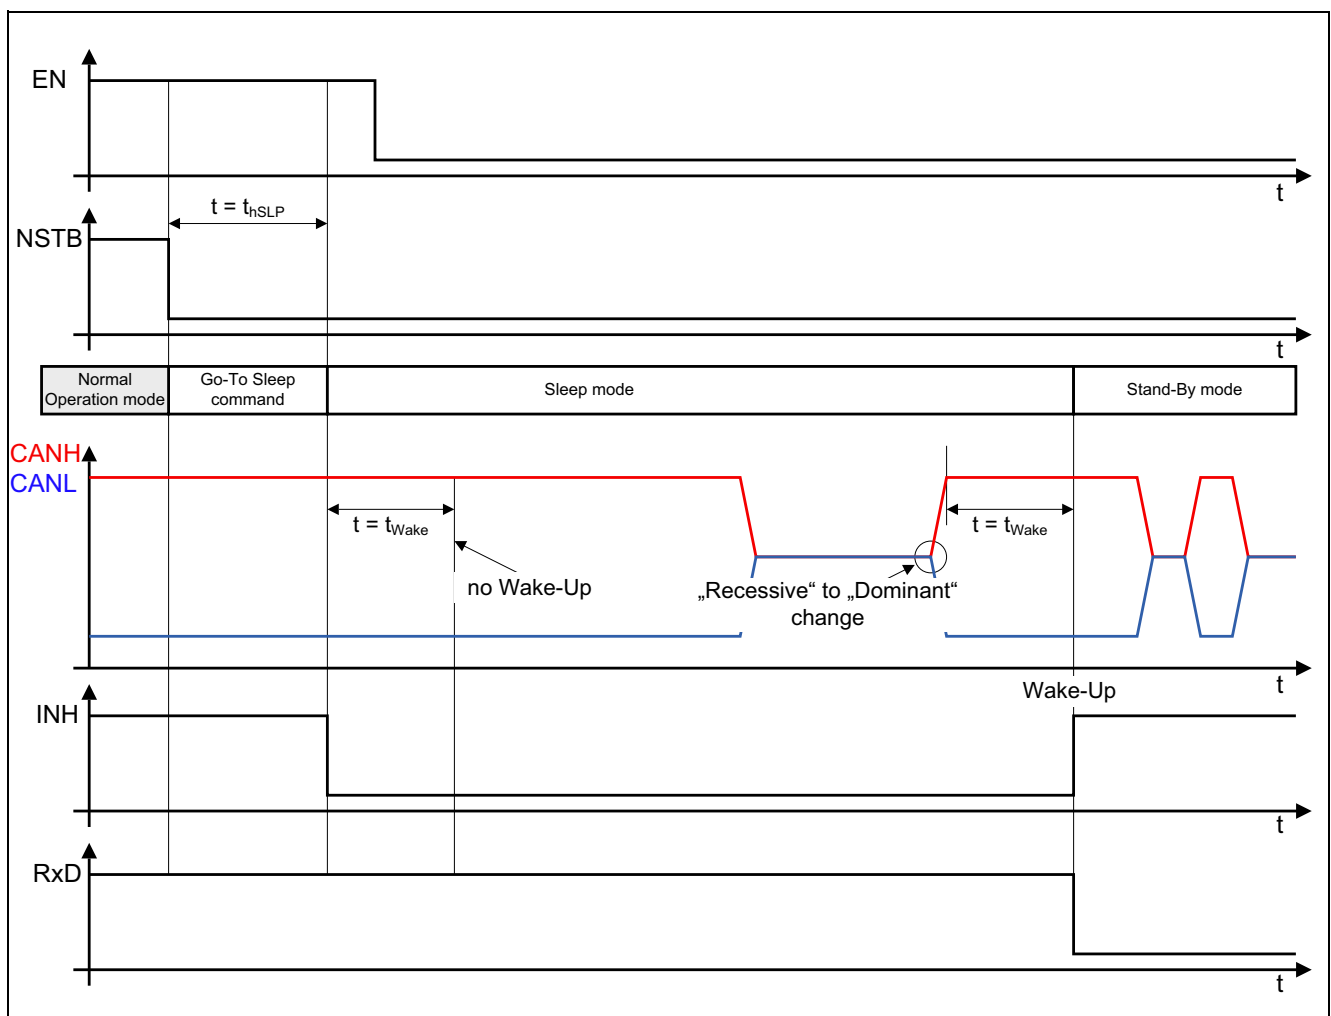 EN
t
t = thSLP
NSTB
t
Normal
Operation mode
Go-To Sleep
command
Sleep mode
Stand-By mode
CANH
CANL
t = tWake
t = tWake
no Wake-Up
„Recessive“ to „Dominant“
change
t
Wake-Up
INH
t
RxD
t